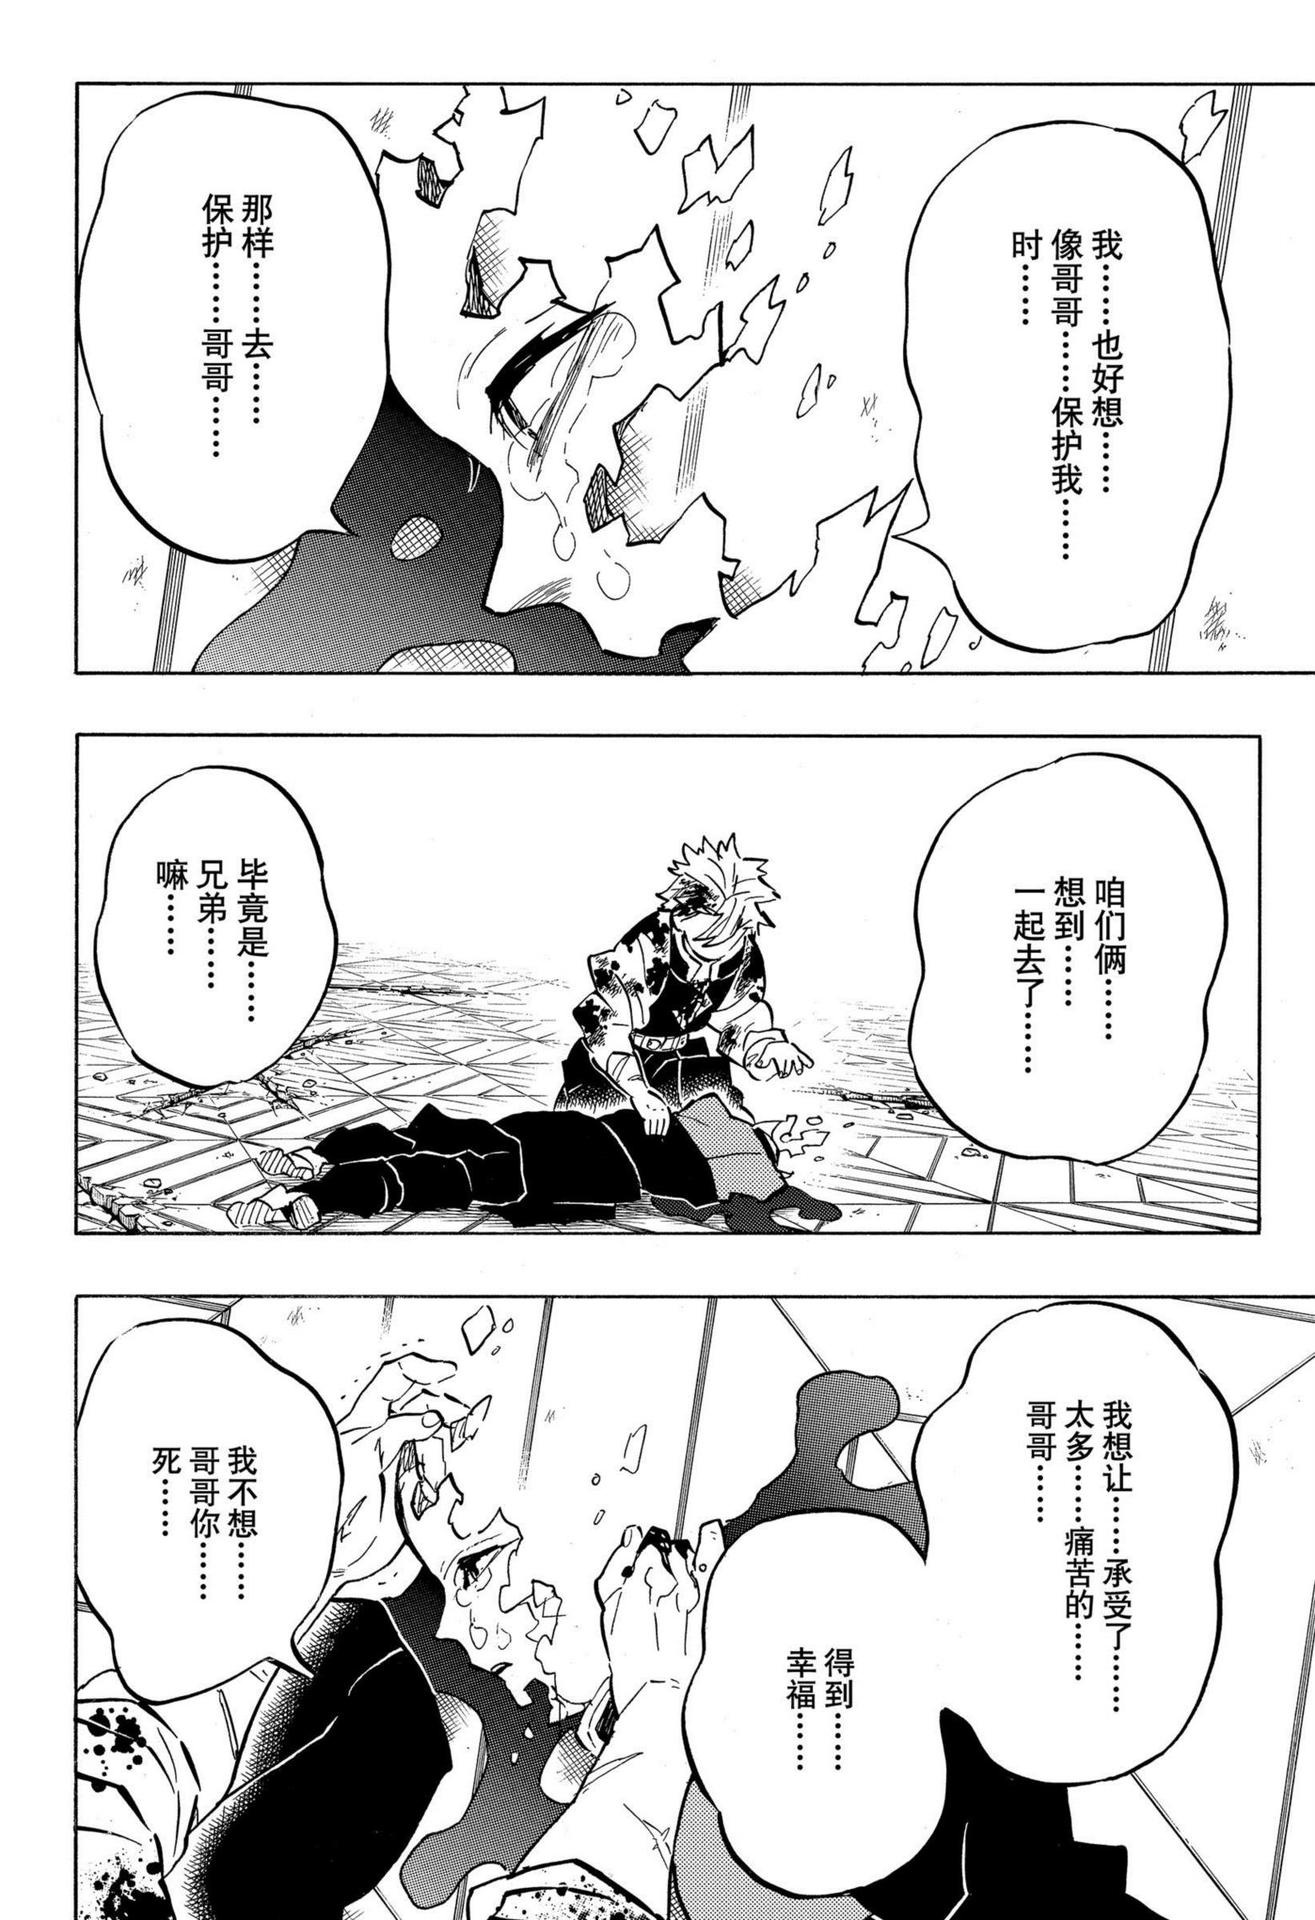 我……也好想……
像哥哥……保护我……
时……
那样……去……
保护……哥哥……
咱们俩……
想到……
一起去了……
毕竟是……
兄弟……
嘛……
我想让……承受了……
太多……痛苦的……
哥哥……
得到……
幸福……
我不想……
哥哥你……
死……